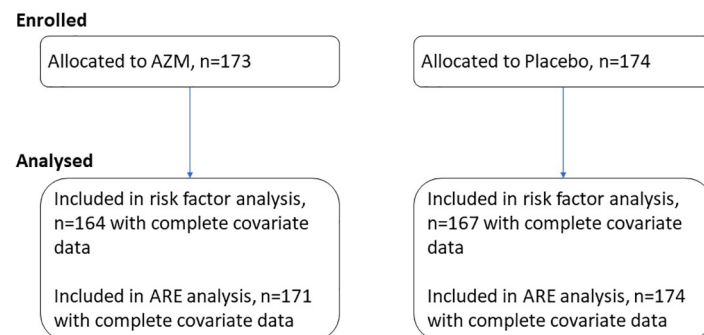 Enrolled
Allocated to AZM, n=173
Allocated to Placebo, n=174
Analysed
Included in risk factor analysis,
n=164 with complete covariate
data
Included in ARE analysis, n=171
with complete covariate data
Included in risk factor analysis,
n=167 with complete covariate
data
Included in ARE analysis, n=174
with complete covariate data